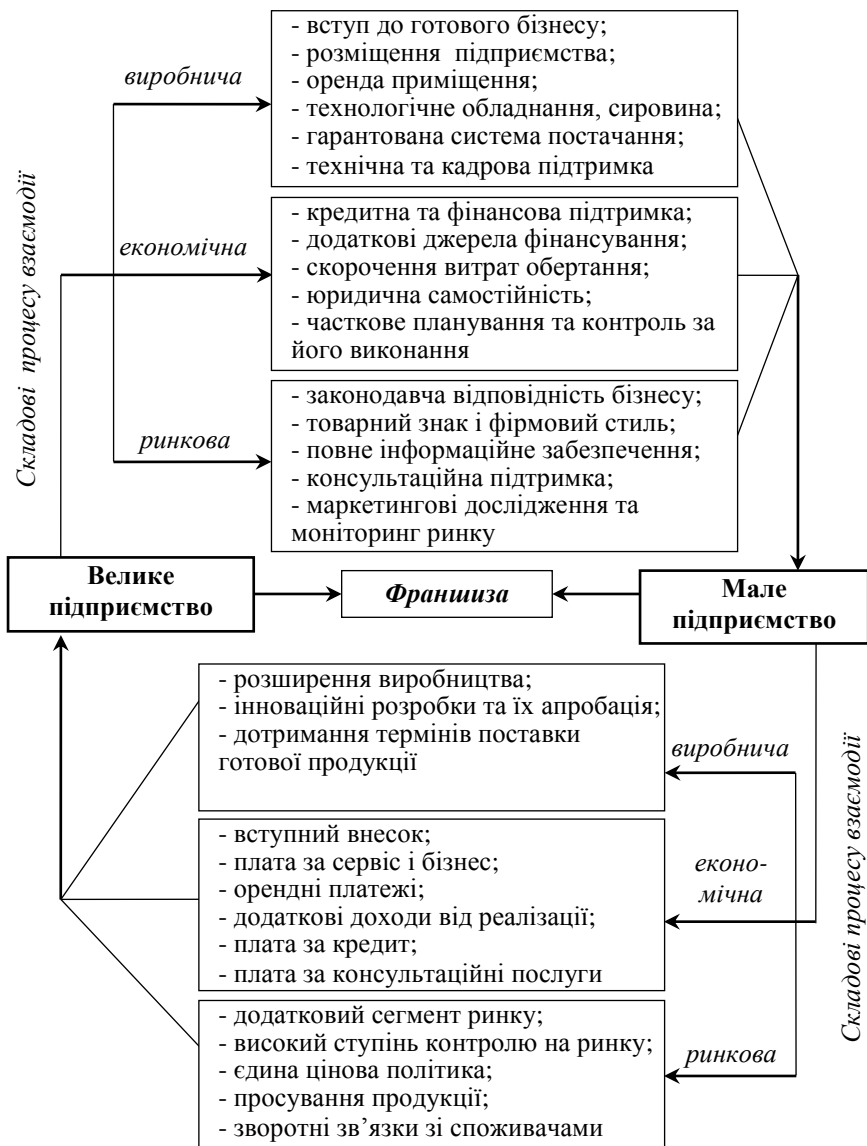 - вступ до готового бізнесу;
- розміщення підприємства;
- оренда приміщення;
- технологічне обладнання, сировина;
- гарантована система постачання;
- технічна та кадрова підтримка
виробнича
- кредитна та фінансова підтримка;
- додаткові джерела фінансування;
- скорочення витрат обертання;
- юридична самостійність;
- часткове планування та контроль за
його виконання
економічна
- законодавча відповідність бізнесу;
- товарний знак і фірмовий стиль;
- повне інформаційне забезпечення;
- консультаційна підтримка;
- маркетингові дослідження та
моніторинг ринку
ринкова
Складові процесу взаємодії
Велике
підприємство
Франшиза
Мале
підприємство
- розширення виробництва;
- інноваційні розробки та їх апробація;
- дотримання термінів поставки
готової продукції
виробнича
- вступний внесок;
- плата за сервіс і бізнес;
- орендні платежі;
- додаткові доходи від реалізації;
- плата за кредит;
- плата за консультаційні послуги
еконо-
мічна
- додатковий сегмент ринку;
- високий ступінь контролю на ринку;
- єдина цінова політика;
- просування продукції;
- зворотні зв’язки зі споживачами
ринкова
Складові процесу взаємодії